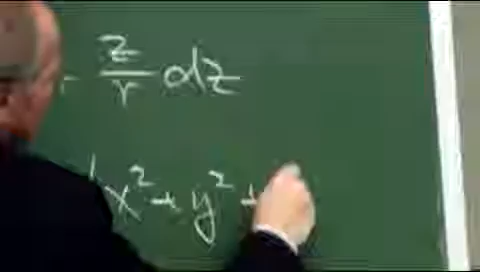 - z/r dz
x² + y² +